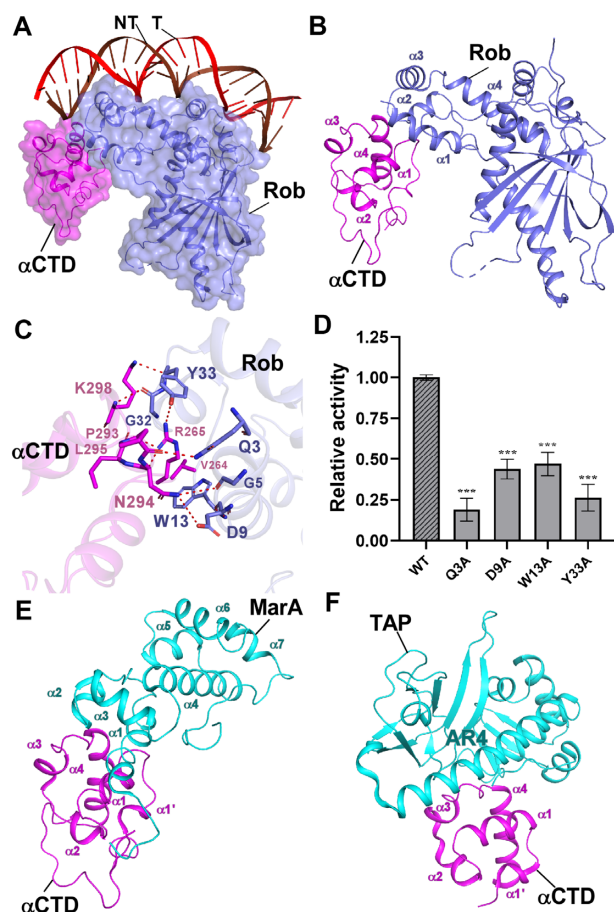 A
NT T
Rob
αCTD
B
Rob
α3
α2
α4
α3
α4
α1
α1
α2
αCTD
C
Rob
Y33
K298
G32
R265
P293
Q3
αCTD
L295
V264
G5
N294
W13
D9
D
Relative activity
1.25
1.00
0.75
0.50
0.25
0.00
***
***
***
***
WT
Q3A
D9A
W13A
Y33A
E
α6
MarA
α5
α7
α2
α4
α3
α1
α3
α4
α1
α1'
α2
αCTD
F
TAP
AR4
α4
α3
α1
α2
αCTD
α1'